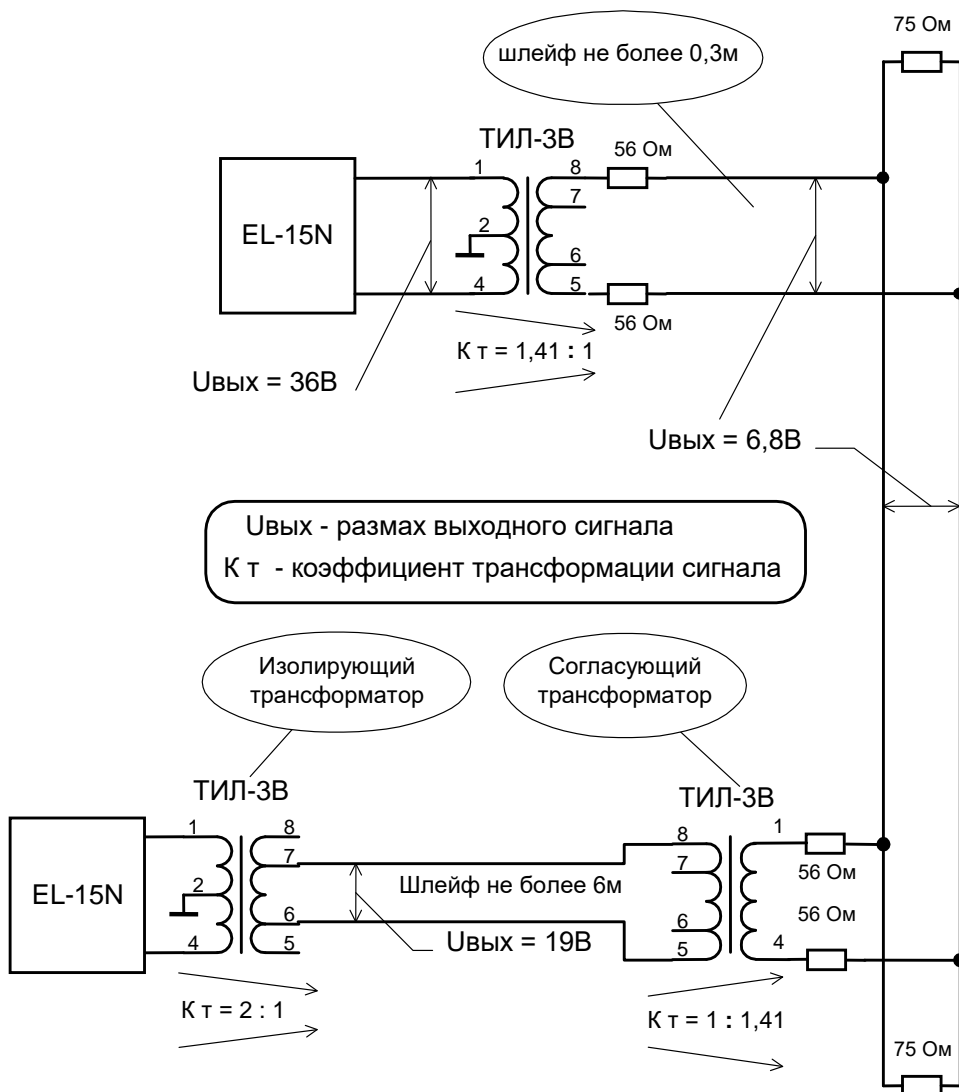 75 Ом
шлейф не более 0,3м
ТИЛ-3В
56 Ом
1
8
7
EL-15N
2
6
4
5
56 Ом
К т = 1,41 : 1
Uвых = 36В
Uвых = 6,8В
Uвых - размах выходного сигнала
К т - коэффициент трансформации сигнала
Изолирующий
трансформатор
Согласующий
трансформатор
ТИЛ-3В
ТИЛ-3В
1
8
8
1
7
7
56 Ом
EL-15N
2
Шлейф не более 6м
56 Ом
6
6
4
5
Uвых = 19В
5
4
К т = 2 : 1
К т = 1 : 1,41
75 Ом